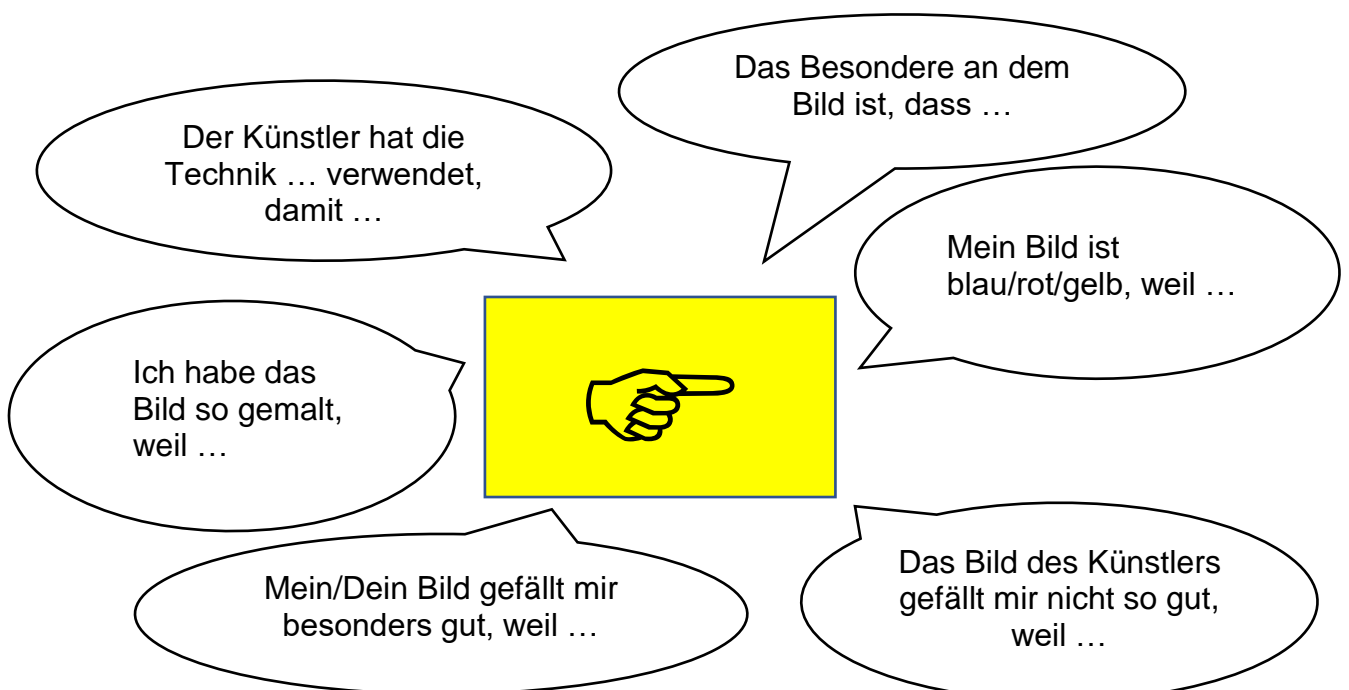 Das Besondere an dem
Bild ist, dass …
Der Künstler hat die
Technik … verwendet,
damit …
Mein Bild ist
blau/rot/gelb, weil …
Ich habe das
Bild so gemalt,
weil …
Das Bild des Künstlers
gefällt mir nicht so gut,
weil …
Mein/Dein Bild gefällt mir
besonders gut, weil …